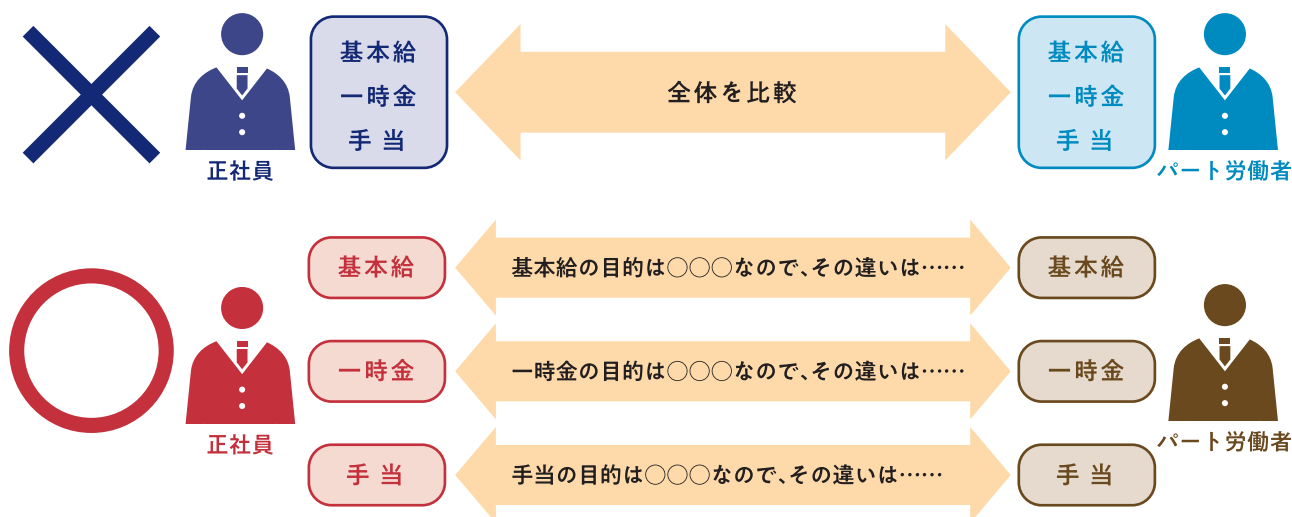 基本給
一時金
手 当
正社員
全体を比較
基本給
一時金
手 当
パート労働者
基本給
基本給の目的は◯◯◯なので、その違いは……
基本給
一時金
一時金の目的は◯◯◯なので、その違いは……
一時金
正社員
パート労働者
手 当
手当の目的は◯◯◯なので、その違いは……
手 当